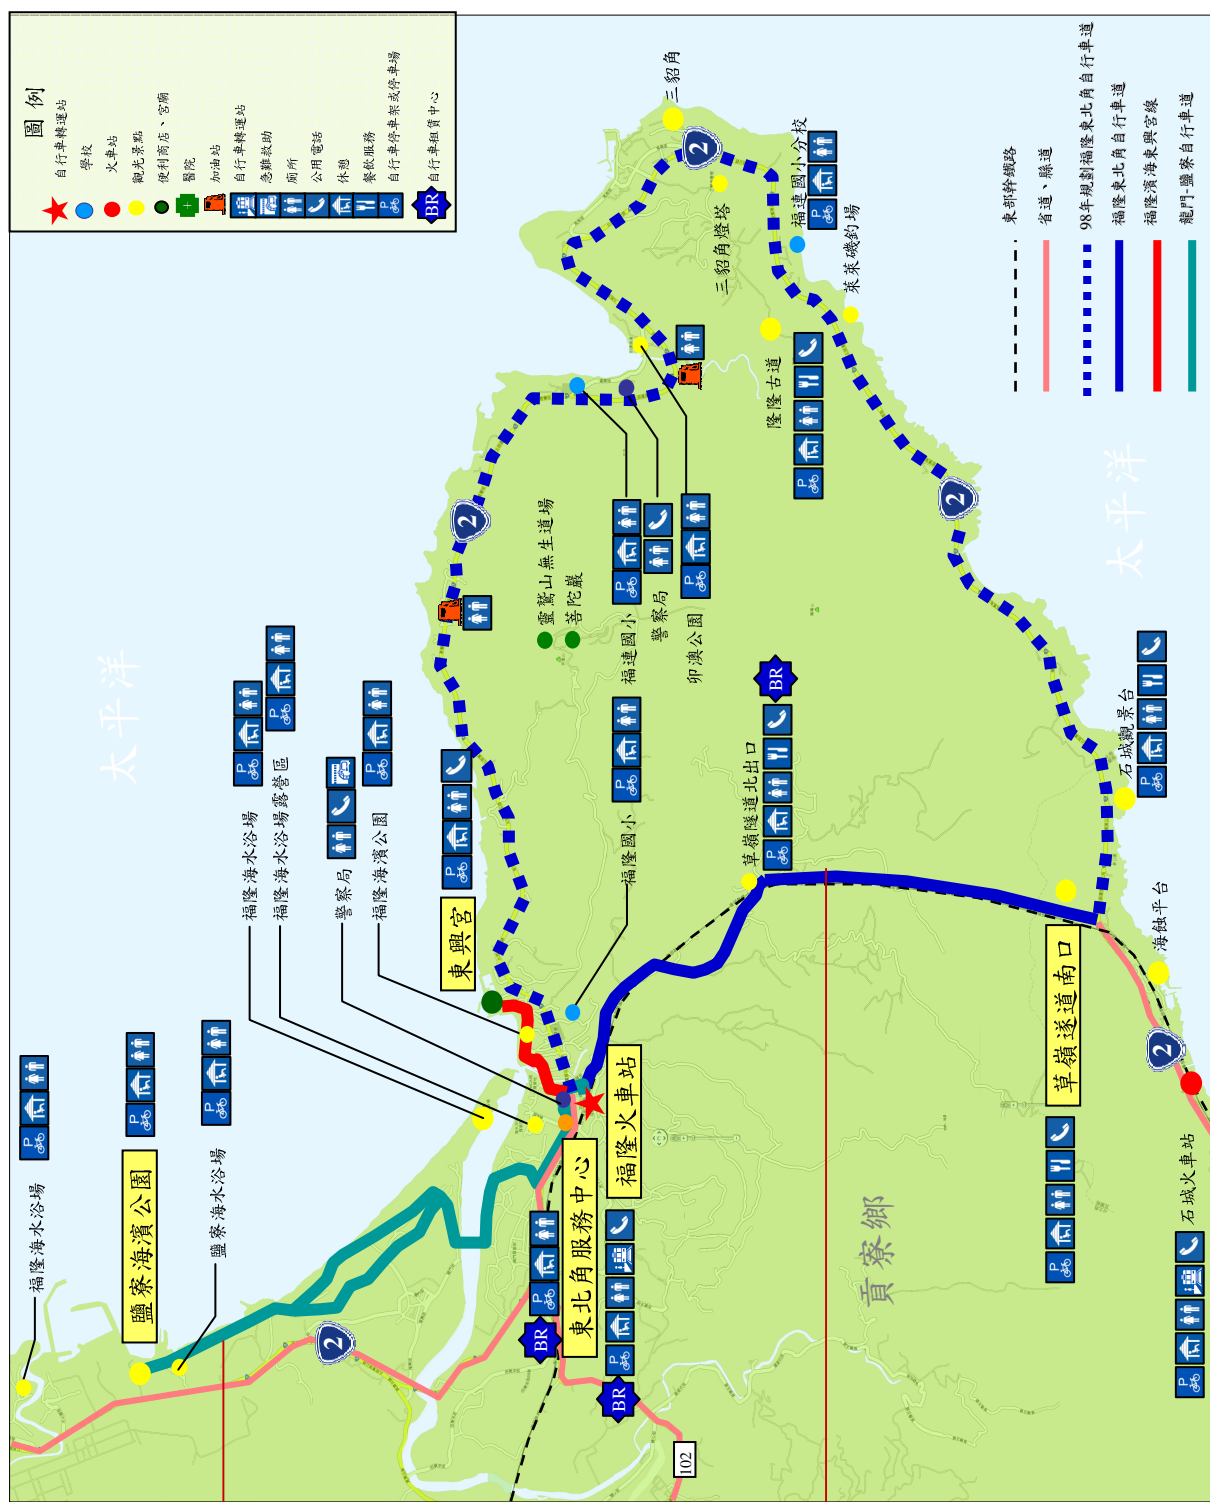 圖例
自行車轉運站
學校
火車站
觀光景點
便利商店、宮廟
醫院
加油站
自行車轉運站
急難救助
廁所
公用電話
休憩
餐飲服務
自行車停車架或停車場
BR
自行車租賃中心
東部幹鐵路
省道、縣道
98年規劃福隆東北角自行車道
福隆東北角自行車道
福隆濱海東興宮線
龍門-鹽寮自行車道
太平洋
太平洋
福隆海水浴場
鹽寮海濱公園
鹽寮海水浴場
福隆海水浴場
福隆海水浴場露營區
警察局
福隆海濱公園
東興宮
靈鷲山無生道場
菩陀巖
福連國小
警察局
卯澳公園
福隆國小
三貂角
三貂角燈塔
福連國小分校
萊萊磯釣場
隆隆古道
草嶺隧道北出口
BR
石城觀景台
海蝕平台
草嶺遂道南口
石城火車站
福隆火車站
東北角服務中心
BR
BR
貢寮鄉
102
2
2
2
2
2